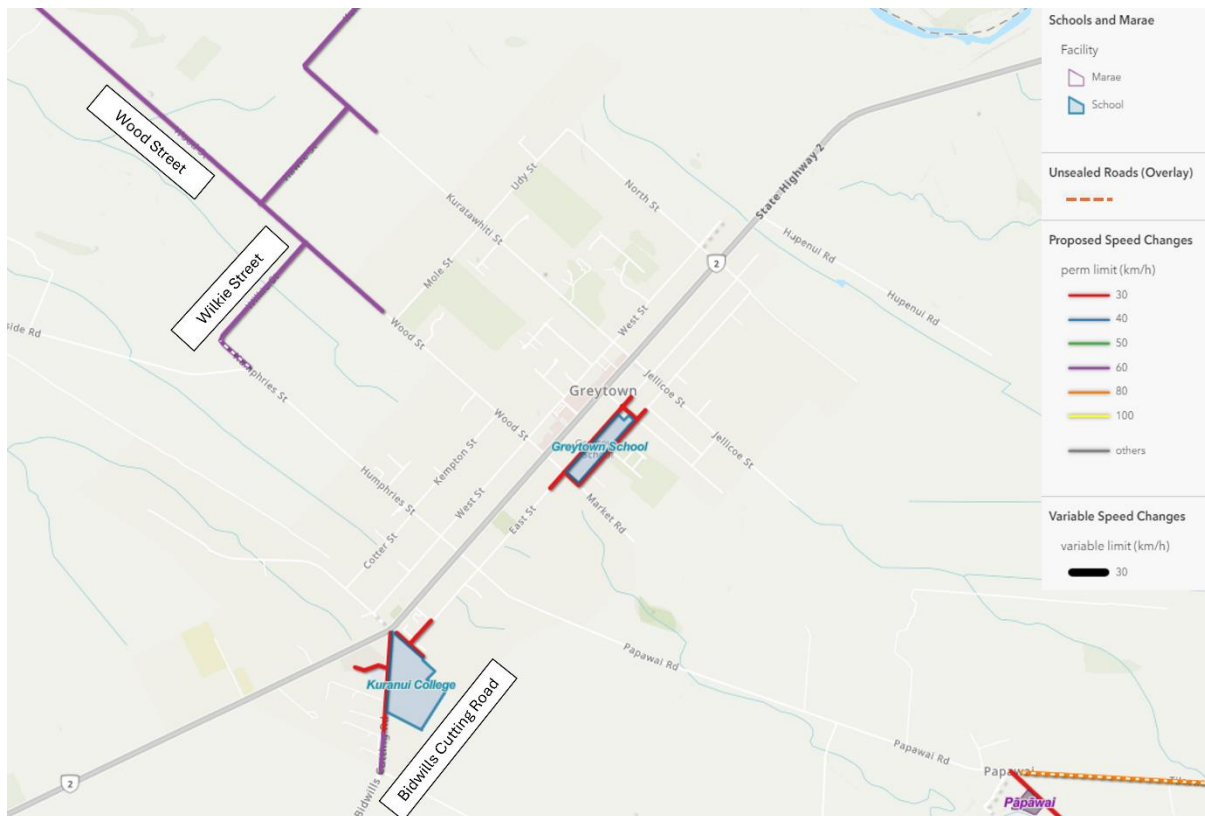 Schools and Marae
Facility
Marae
School
Unsealed Roads (Overlay)
Proposed Speed Changes
perm limit (km/h)
30
40
50
60
80
100
others
Variable Speed Changes
variable limit (km/h)
30
Wood Street
Wilkie Street
Udy St
North St
State Highway 2
2
Kuratawhiti St
Hupenui Rd
Mole St
West St
Hupenui Rd
Wood St
Humphries St
Greytown
Jellicoe St
Greytown School
Wood St
Jellicoe St
Kempton St
Humphries St
West St
Market Rd
East St
Cotter St
Papawai Rd
Kuranui College
Bidwills Cutting Road
Bidwills Cutting Rd
Papawai Rd
2
Papawai
Pāpāwai